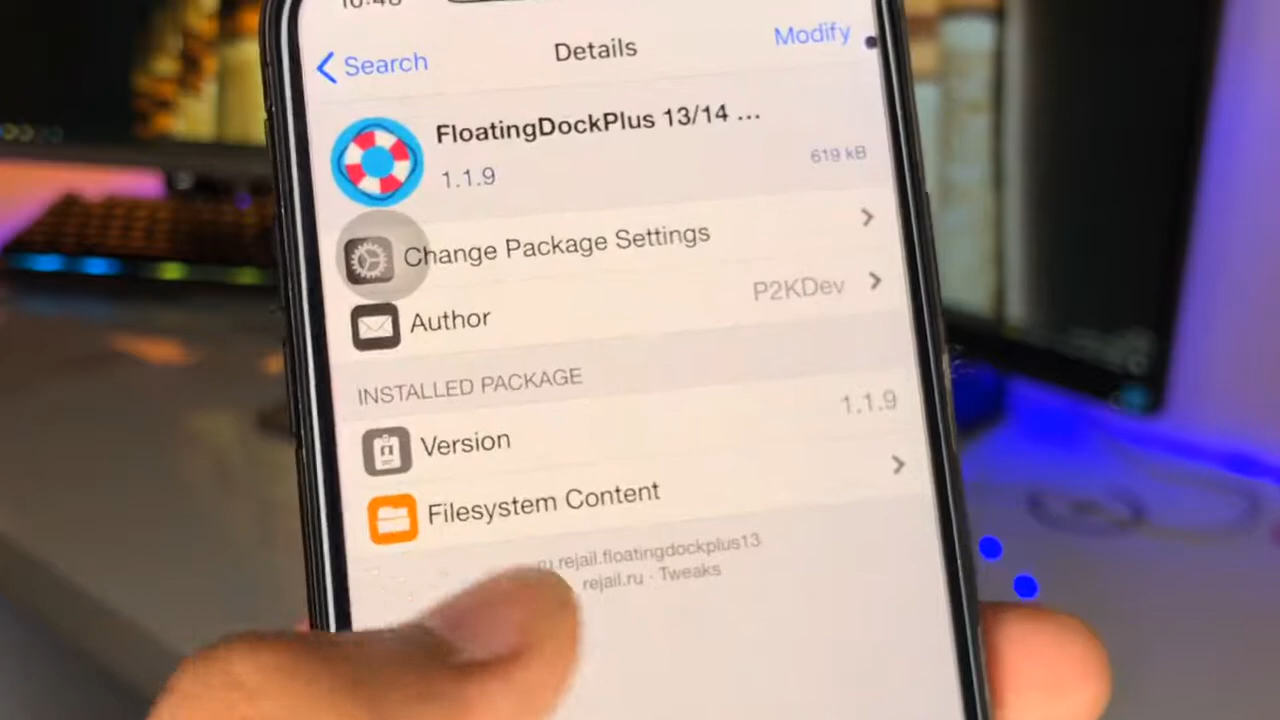 Search
Details
Modify
FloatingDockPlus 13/14 ...
1.1.9
619 kB
Change Package Settings
Author
P2KDev
INSTALLED PACKAGE
Version
1.1.9
Filesystem Content
ru.rejail.floatingdockplus13
rejail.ru · Tweaks